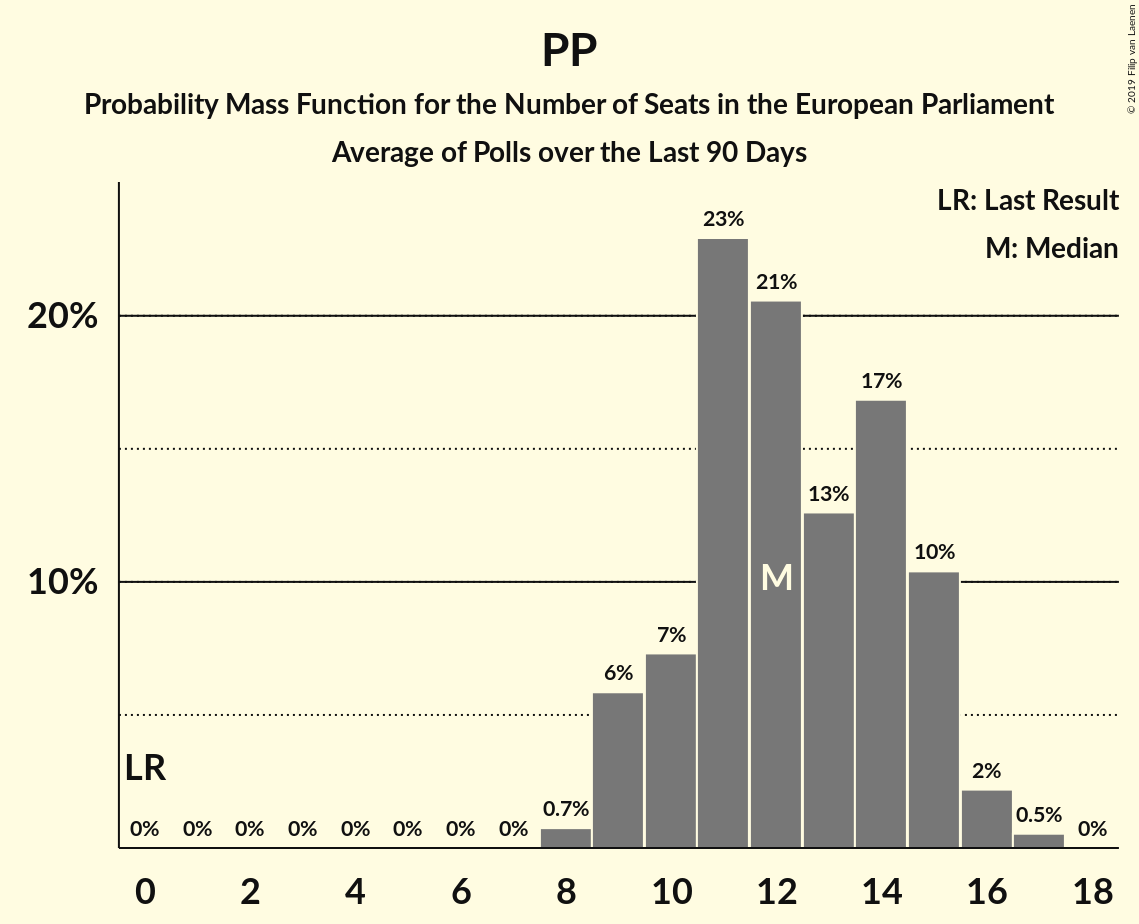 PP
Probability Mass Function for the Number of Seats in the European Parliament
Average of Polls over the Last 90 Days
© 2019 Filip van Laenen
LR: Last Result
M: Median
20%
10%
23%
21%
17%
13%
10%
7%
6%
2%
0.7%
0.5%
M
LR
0% 0% 0% 0% 0% 0% 0% 0% 0%
0 2 4 6 8 10 12 14 16 18